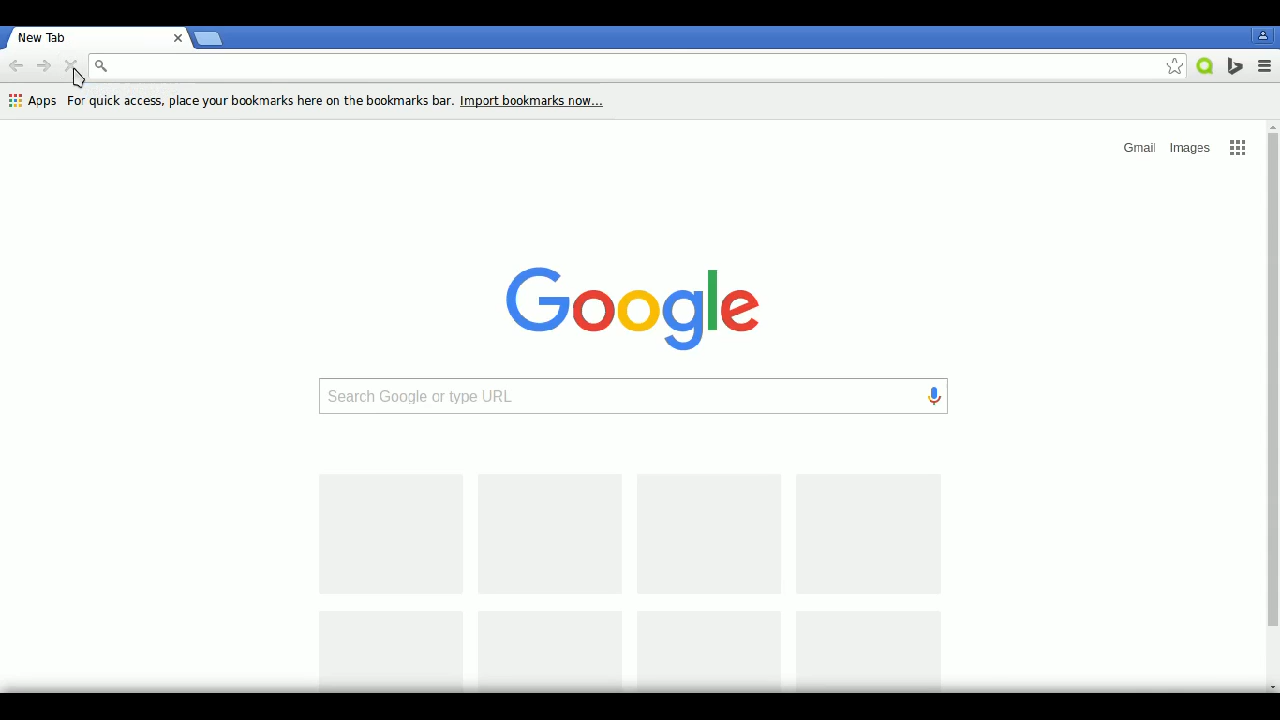 New Tab
Apps For quick access, place your bookmarks here on the bookmarks bar. Import bookmarks now...
Gmail Images
Google
Search Google or type URL